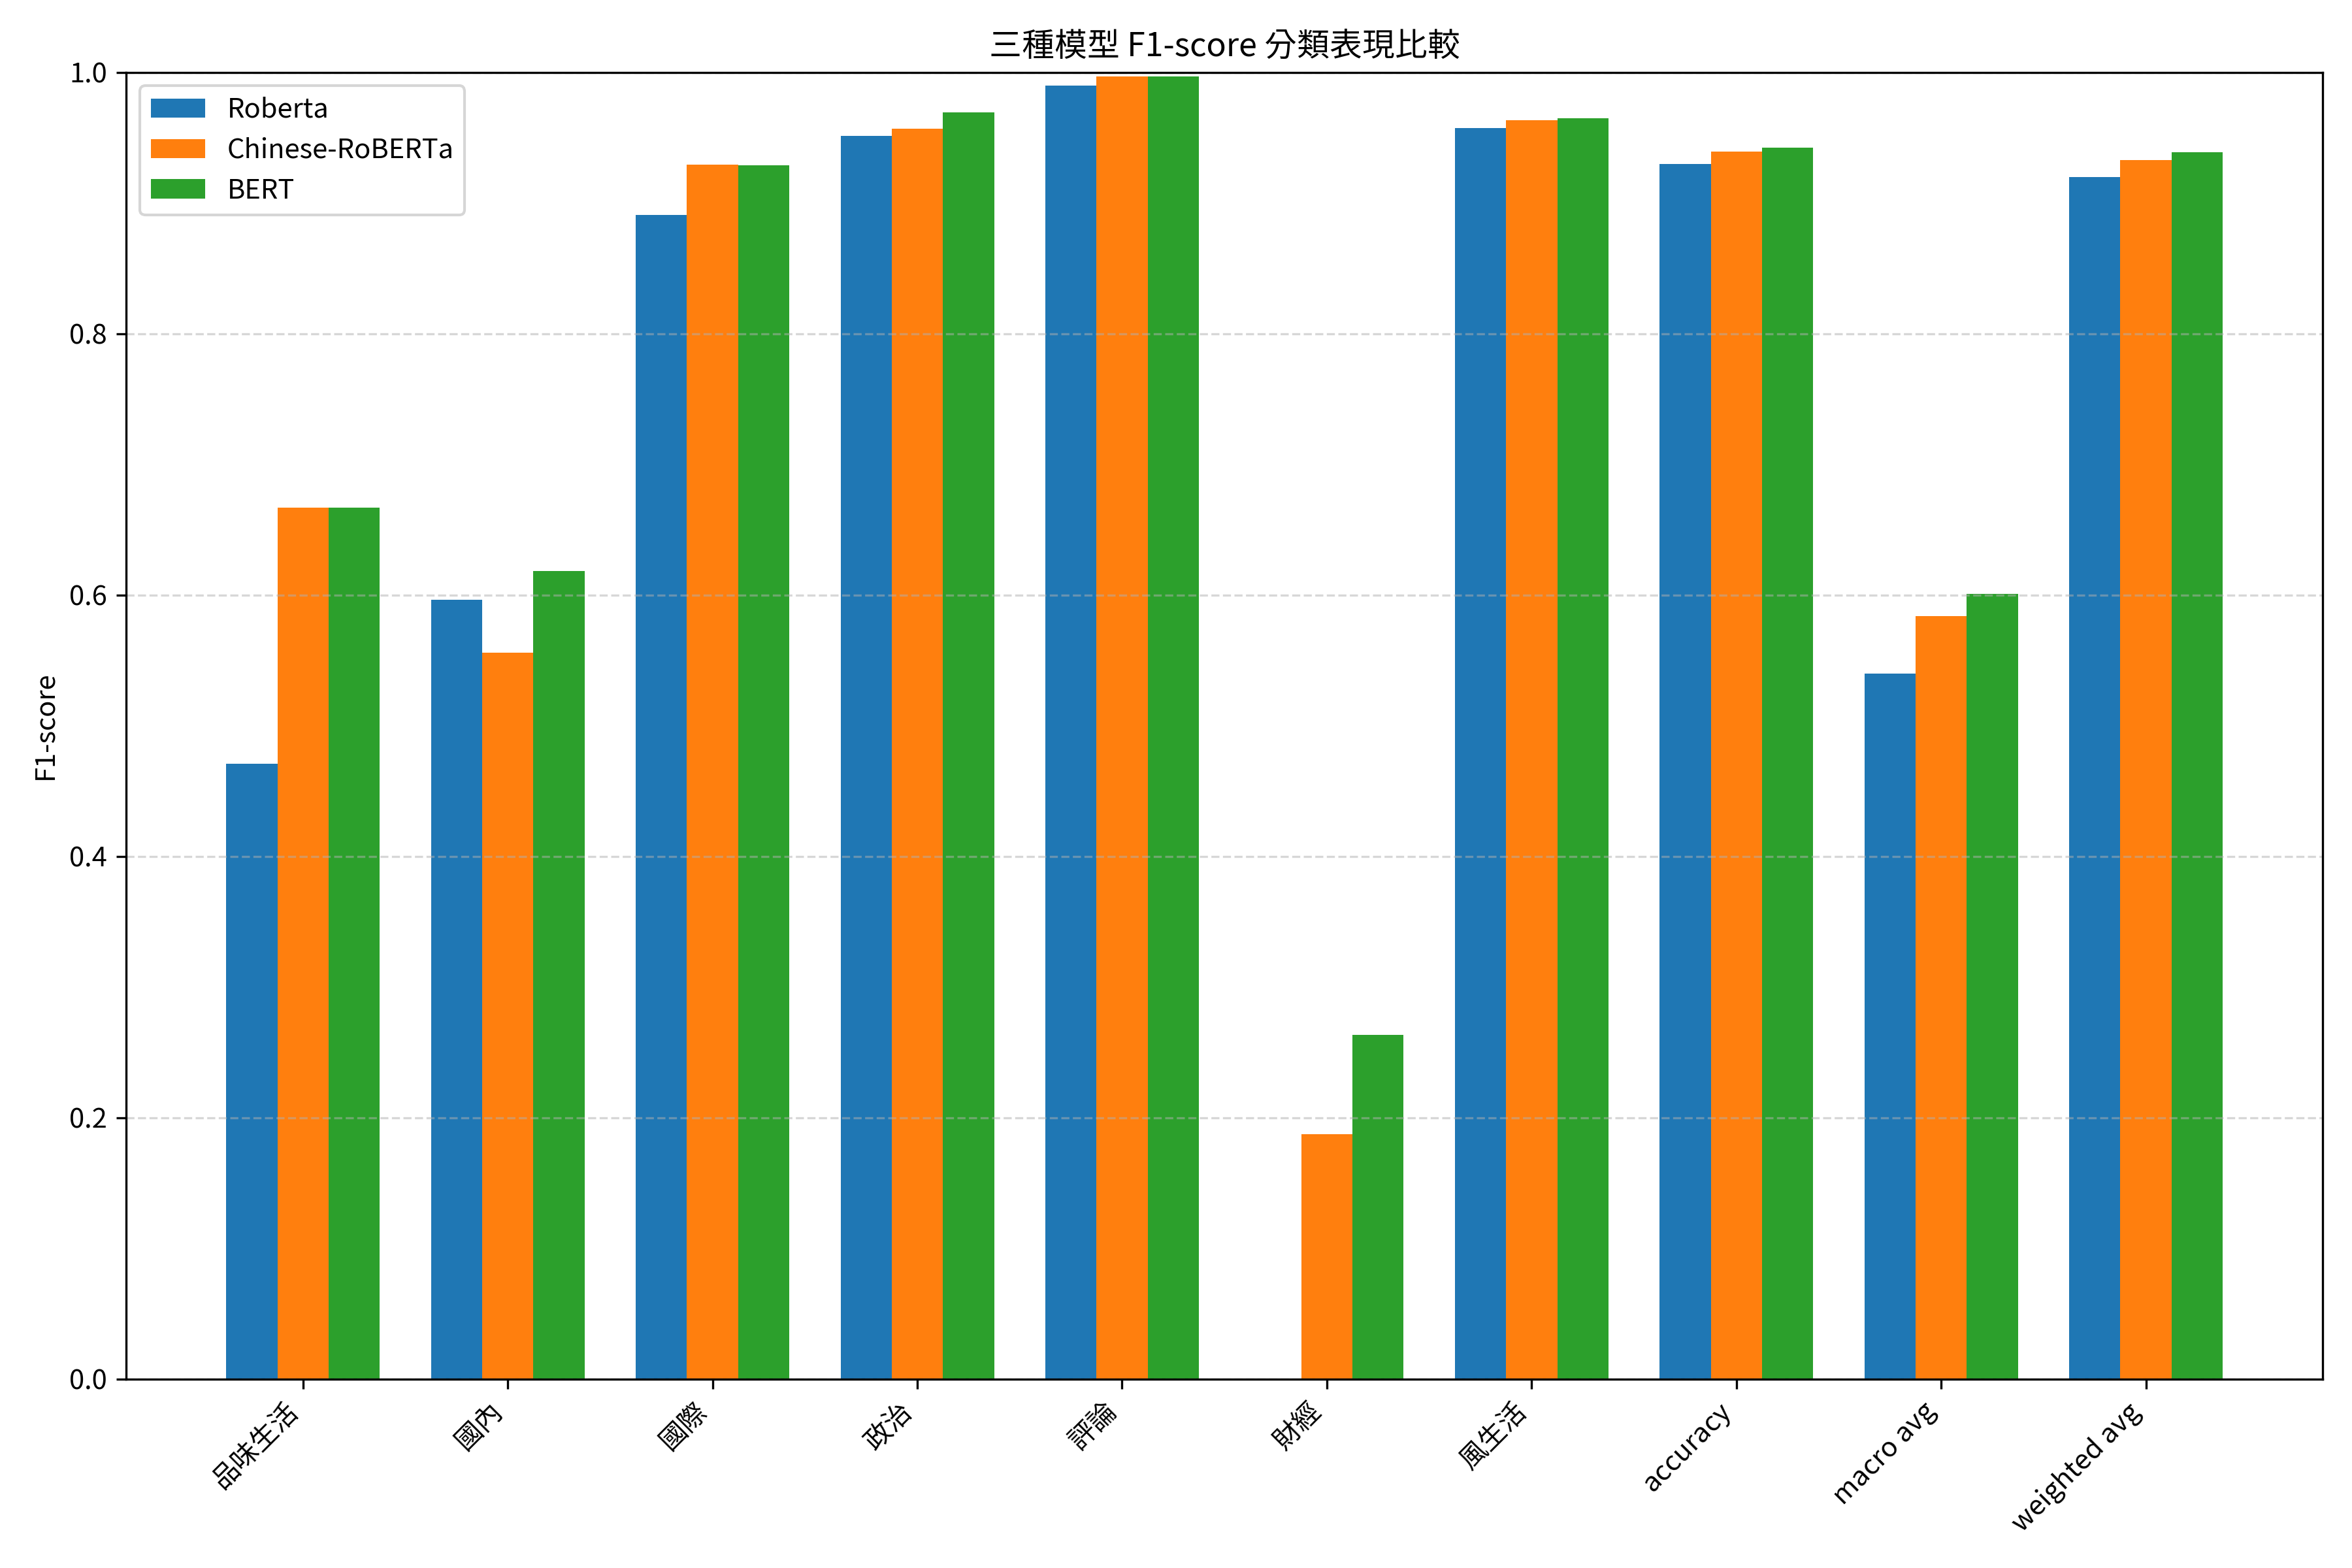 三種模型 F1-score 分類表現比較
Roberta
Chinese-RoBERTa
BERT
F1-score
1.0
0.8
0.6
0.4
0.2
0.0
品味生活
國內
國際
政治
評論
財經
風生活
accuracy
macro avg
weighted avg